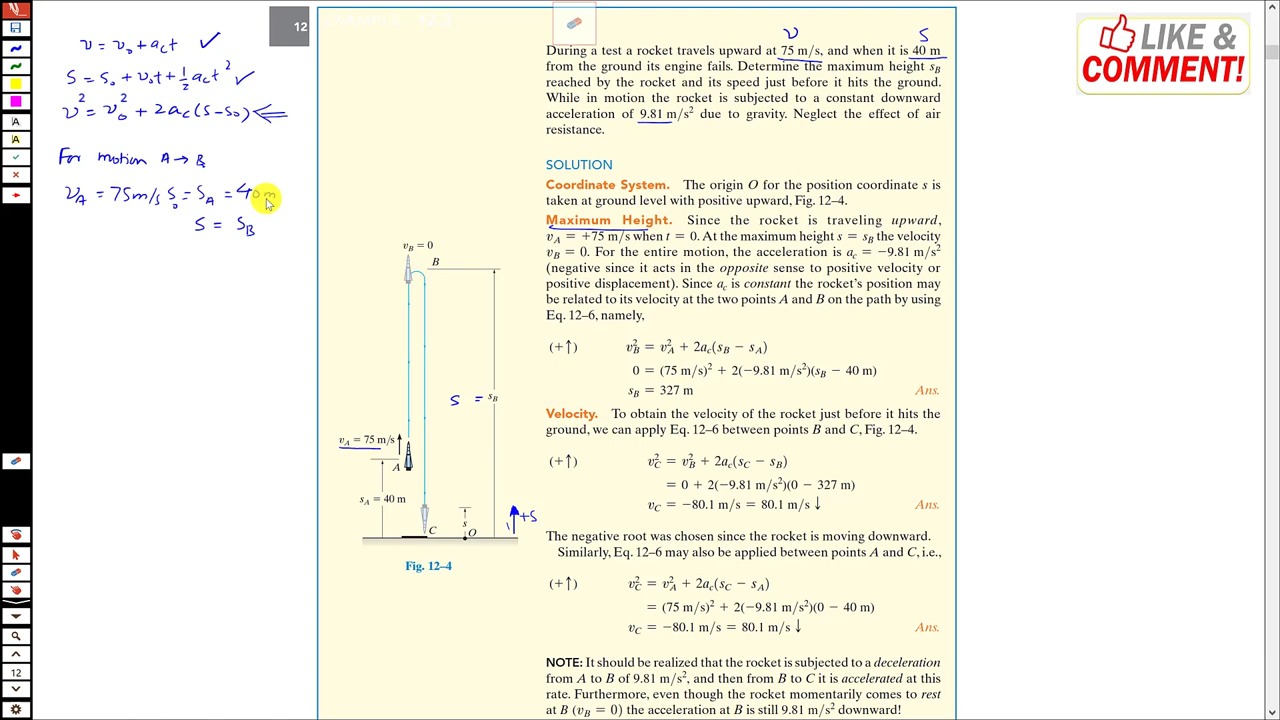 12
v = v₀ + a_c t ✓
S = S₀ + v₀t + ½ a_c t² ✓
v² = v₀² + 2a_c(S - S₀) ⇐
For motion A → B
v_A = 75 m/s S₀ = S_A = 40m
S = S_B
LIKE &
COMMENT!
v S
During a test a rocket travels upward at 75 m/s, and when it is 40 m
from the ground its engine fails. Determine the maximum height s_B
reached by the rocket and its speed just before it hits the ground.
While in motion the rocket is subjected to a constant downward
acceleration of 9.81 m/s² due to gravity. Neglect the effect of air
resistance.
SOLUTION
Coordinate System. The origin O for the position coordinate s is
taken at ground level with positive upward, Fig. 12–4.
Maximum Height. Since the rocket is traveling upward,
v_A = +75 m/s when t = 0. At the maximum height s = s_B the velocity
v_B = 0. For the entire motion, the acceleration is a_c = −9.81 m/s²
(negative since it acts in the opposite sense to positive velocity or
positive displacement). Since a_c is constant the rocket's position may
be related to its velocity at the two points A and B on the path by using
Eq. 12–6, namely,
(+↑) v_B² = v_A² + 2a_c(s_B − s_A)
0 = (75 m/s)² + 2(−9.81 m/s²)(s_B − 40 m)
s_B = 327 m Ans.
Velocity. To obtain the velocity of the rocket just before it hits the
ground, we can apply Eq. 12–6 between points B and C, Fig. 12–4.
(+↑) v_C² = v_B² + 2a_c(s_C − s_B)
= 0 + 2(−9.81 m/s²)(0 − 327 m)
v_C = −80.1 m/s = 80.1 m/s ↓ Ans.
The negative root was chosen since the rocket is moving downward.
Similarly, Eq. 12–6 may also be applied between points A and C, i.e.,
(+↑) v_C² = v_A² + 2a_c(s_C − s_A)
= (75 m/s)² + 2(−9.81 m/s²)(0 − 40 m)
v_C = −80.1 m/s = 80.1 m/s ↓ Ans.
NOTE: It should be realized that the rocket is subjected to a deceleration
from A to B of 9.81 m/s², and then from B to C it is accelerated at this
rate. Furthermore, even though the rocket momentarily comes to rest
at B (v_B = 0) the acceleration at B is still 9.81 m/s² downward!
v_B = 0
B
S = s_B
v_A = 75 m/s
A
s_A = 40 m
+S
s
C
O
Fig. 12–4
A
A
12